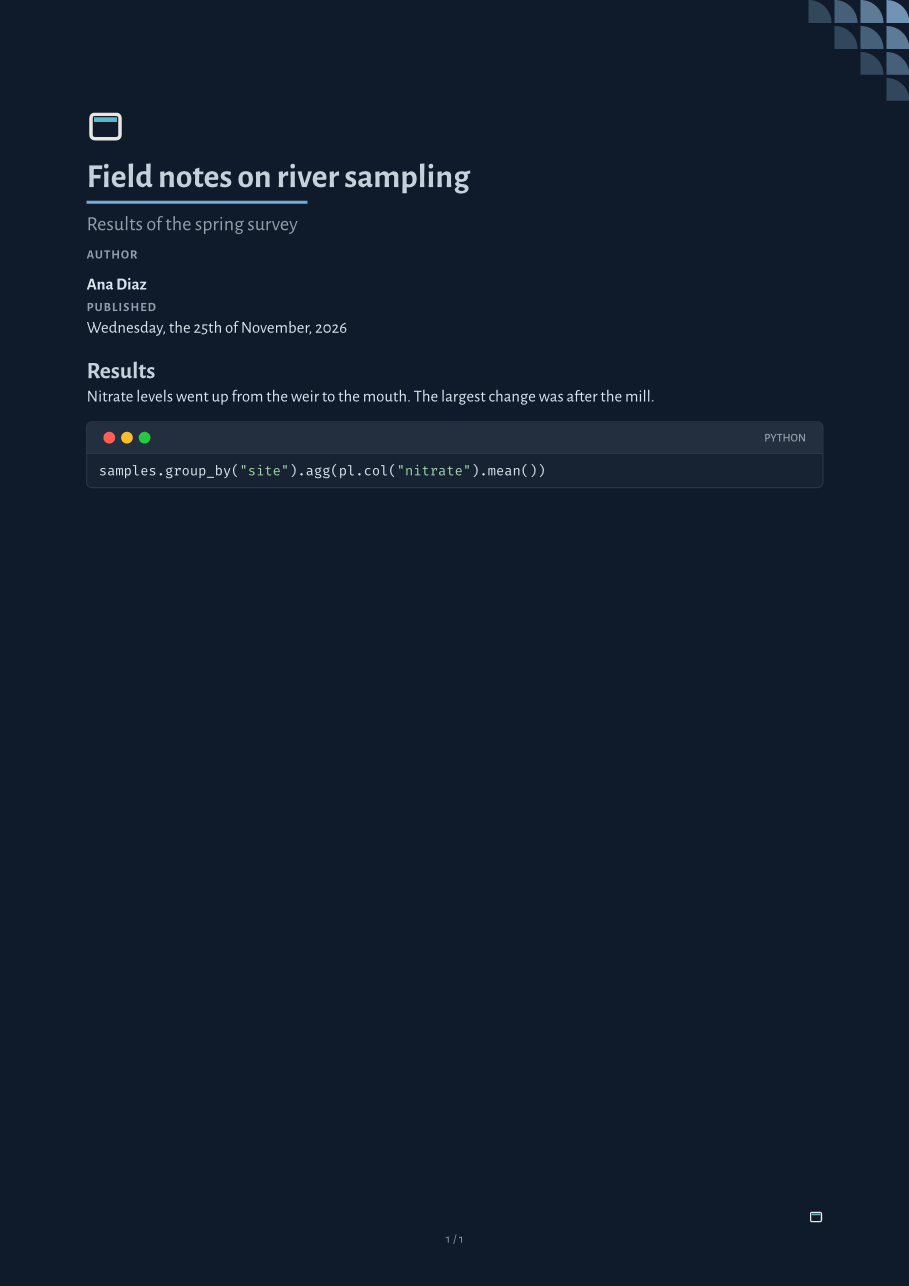 Field notes on river sampling
Results of the spring survey
AUTHOR
Ana Diaz
PUBLISHED
Wednesday, the 25th of November, 2026
Results
Nitrate levels went up from the weir to the mouth. The largest change was after the mill.
PYTHON
samples.group_by("site").agg(pl.col("nitrate").mean())
1 / 1